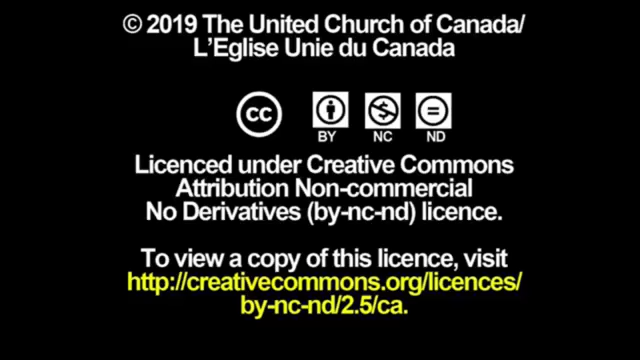 © 2019 The United Church of Canada/
L’Eglise Unie du Canada
cc
BY NC ND
Licenced under Creative Commons
Attribution Non-commercial
No Derivatives (by-nc-nd) licence.
To view a copy of this licence, visit
http://creativecommons.org/licences/
by-nc-nd/2.5/ca.